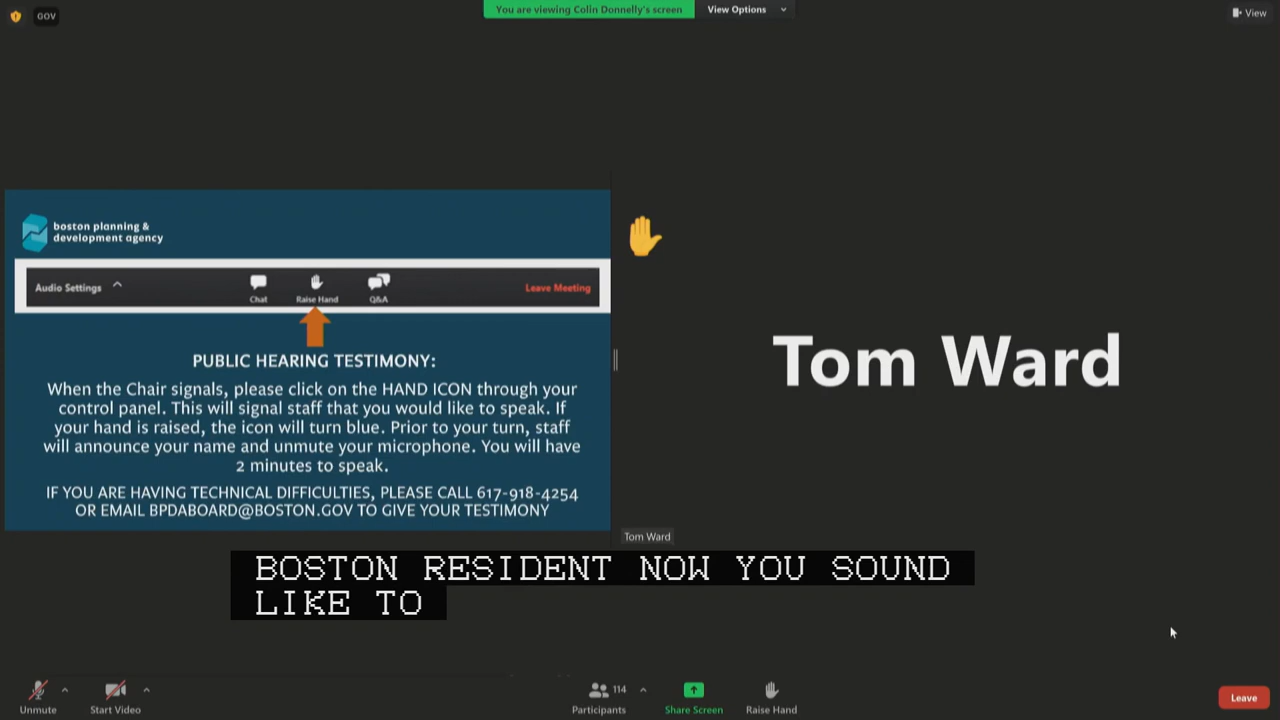 GOV
You are viewing Colin Donnelly's screen
View Options
View
boston planning &
development agency
Audio Settings
Chat
Raise Hand
Q&A
Leave Meeting
PUBLIC HEARING TESTIMONY:
When the Chair signals, please click on the HAND ICON through your
control panel. This will signal staff that you would like to speak. If
your hand is raised, the icon will turn blue. Prior to your turn, staff
will announce your name and unmute your microphone. You will have
2 minutes to speak.
IF YOU ARE HAVING TECHNICAL DIFFICULTIES, PLEASE CALL 617-918-4254
OR EMAIL BPDABOARD@BOSTON.GOV TO GIVE YOUR TESTIMONY
Tom Ward
Tom Ward
BOSTON RESIDENT NOW YOU SOUND
LIKE TO
Unmute
Start Video
114
Participants
Share Screen
Raise Hand
Leave